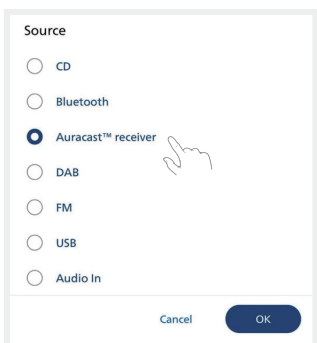 Source
CD
Bluetooth
Auracast™ receiver
DAB
FM
USB
Audio In
Cancel OK